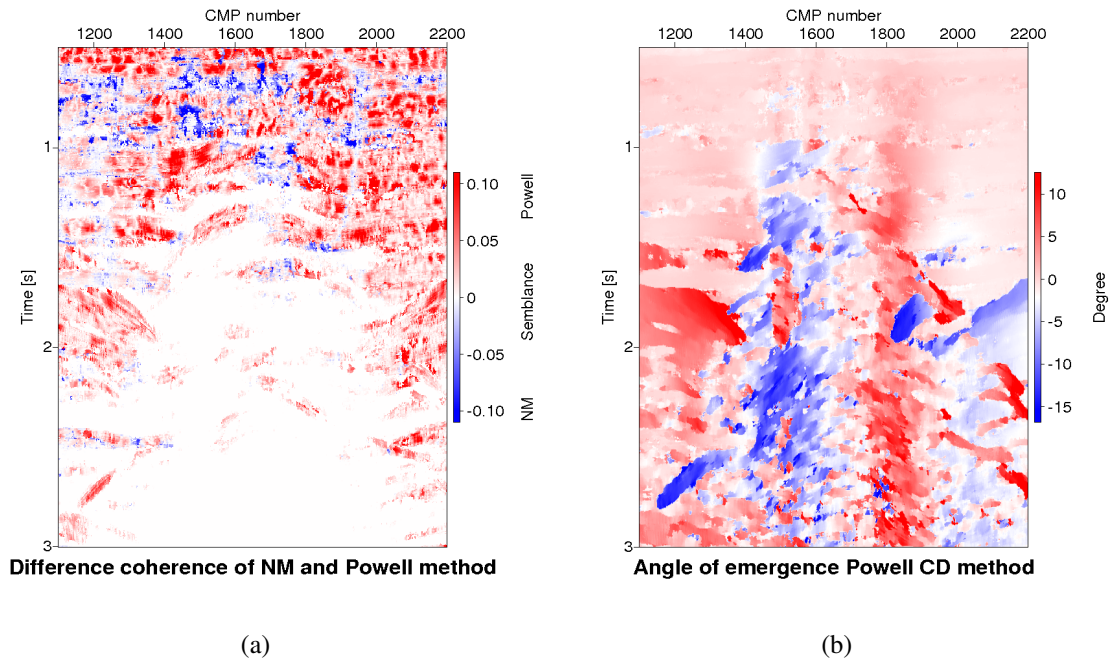 CMP number
1200 1400 1600 1800 2000 2200
1
2
3
Time [s]
0.10
0.05
0
-0.05
-0.10
Powell
Semblance
NM
Difference coherence of NM and Powell method
(a)
CMP number
1200 1400 1600 1800 2000 2200
1
2
3
Time [s]
10
5
0
-5
-10
-15
Degree
Angle of emergence Powell CD method
(b)